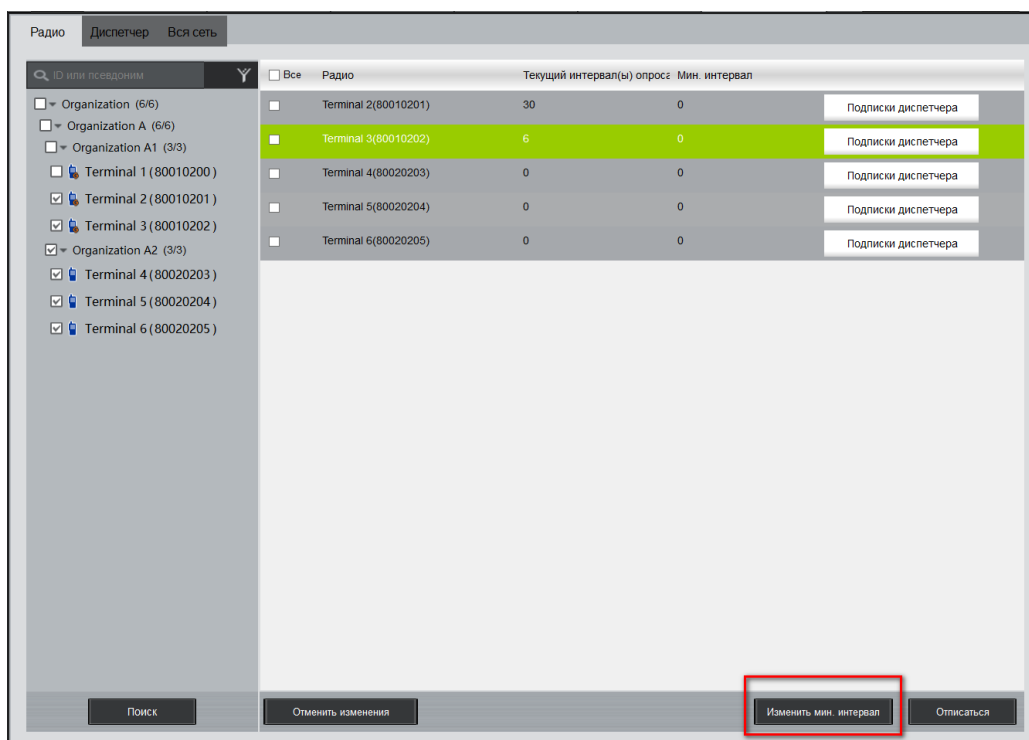 Радио Диспетчер Вся сеть
ID или псевдоним
Все Радио Текущий интервал(ы) опроса Мин. интервал
Organization (6/6)
Organization A (6/6)
Organization A1 (3/3)
Terminal 1(80010200)
Terminal 2(80010201)
Terminal 3(80010202)
Organization A2 (3/3)
Terminal 4(80020203)
Terminal 5(80020204)
Terminal 6(80020205)
Terminal 2(80010201) 30 0 Подписки диспетчера
Terminal 3(80010202) 6 0 Подписки диспетчера
Terminal 4(80020203) 0 0 Подписки диспетчера
Terminal 5(80020204) 0 0 Подписки диспетчера
Terminal 6(80020205) 0 0 Подписки диспетчера
Поиск Отменить изменения Изменить мин. интервал Отписаться